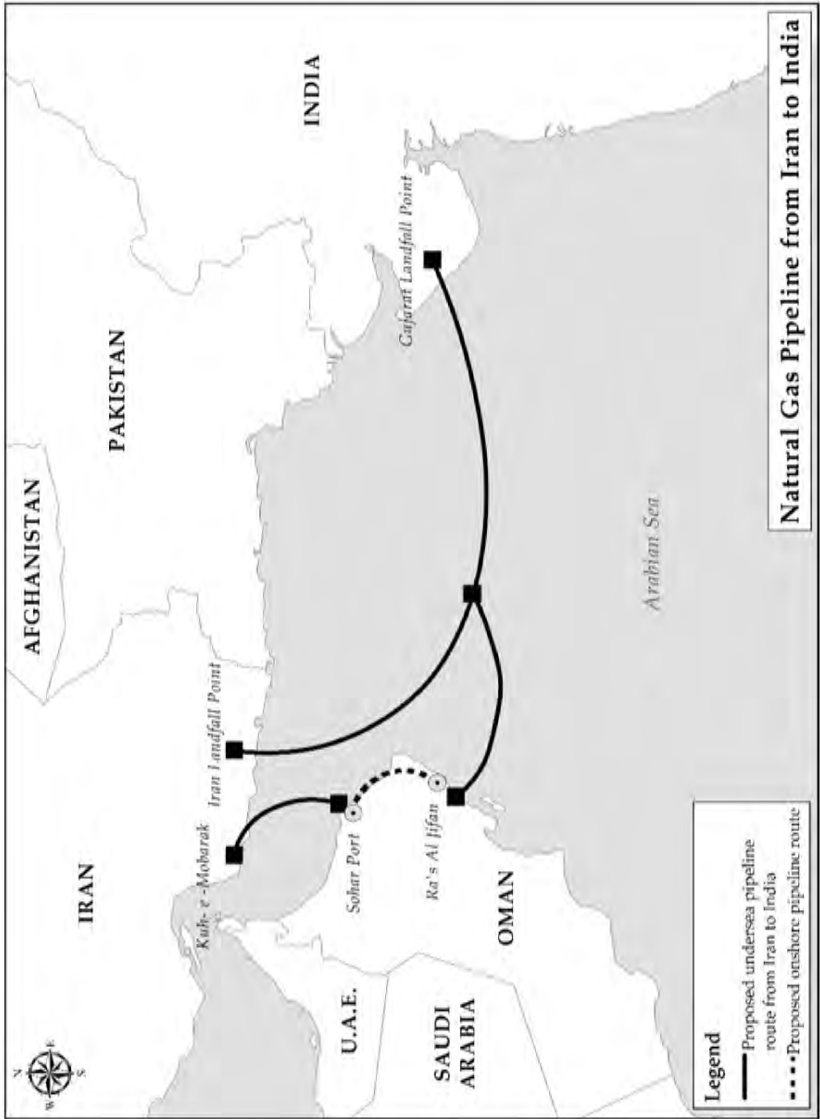 N
W
E
S
AFGHANISTAN
IRAN
PAKISTAN
INDIA
Kuh-e-Mobarak
Iran Landfall Point
Gujarat Landfall Point
Sohar Port
Ra's Al Jifan
U.A.E.
SAUDI
ARABIA
OMAN
Arabian Sea
Legend
Proposed undersea pipeline
route from Iran to India
Proposed onshore pipeline route
Natural Gas Pipeline from Iran to India